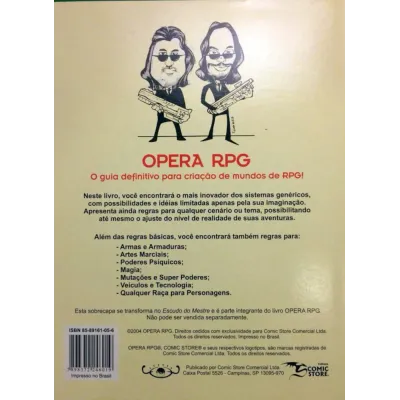 OPERA RPG
O guia definitivo para criação de mundos de RPG!
Neste livro, você encontrará o mais inovador dos sistemas genéricos,
com possibilidades e idéias limitadas apenas pela sua imaginação.
Apresenta ainda regras para qualquer cenário ou tema, possibilitando
até mesmo o ajuste do nível de realidade de suas aventuras.
Além das regras básicas, você encontrará também regras para:
- Armas e Armaduras;
- Artes Marciais;
- Poderes Psíquicos;
- Magia;
- Mutações e Super Poderes;
- Veículos e Tecnologia;
- Qualquer Raça para Personagens.
Esta sobrecapa se transforma no Escudo do Mestre e é parte integrante do livro OPERA RPG.
Não pode ser vendida separadamente.
©2004 OPERA RPG. Direitos cedidos com exclusividade para Comic Store Comercial Ltda.
Todos os direitos reservados. Impresso no Brasil.
OPERA RPG®, COMIC STORE® e seus respectivos logotipos, são marcas registradas de
Comic Store Comercial Ltda. Todos os direitos reservados.
Publicado por Comic Store Comercial Ltda.
Caixa Postal 5526 - Campinas, SP 13095-970
COMIC
STORE
Impresso no Brasil